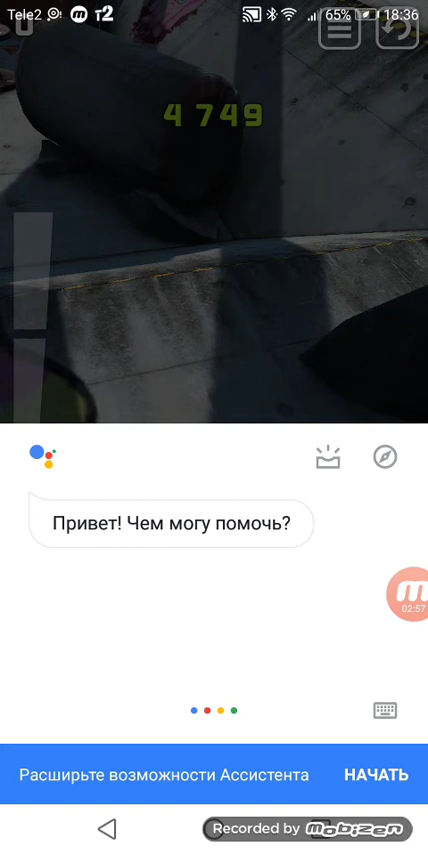 Tele2 T2 65% 18:36
4 749
Привет! Чем могу помочь?
m
02:57
Расширьте возможности Ассистента НАЧАТЬ
Recorded by mobizen